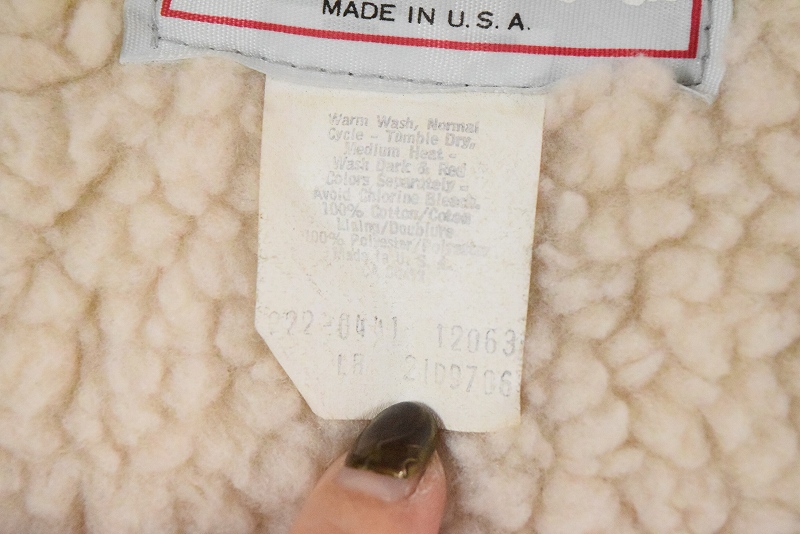 MADE IN U.S.A.
Warm Wash, Normal
Cycle - Tumble Dry,
Medium Heat -
Wash Dark & Red
Colors Separately -
Avoid Chlorine Bleach.
100% Cotton/Coton
Lining/Doublure
100% Polyester/Polyester
Made in U.S.A.
12063
LR